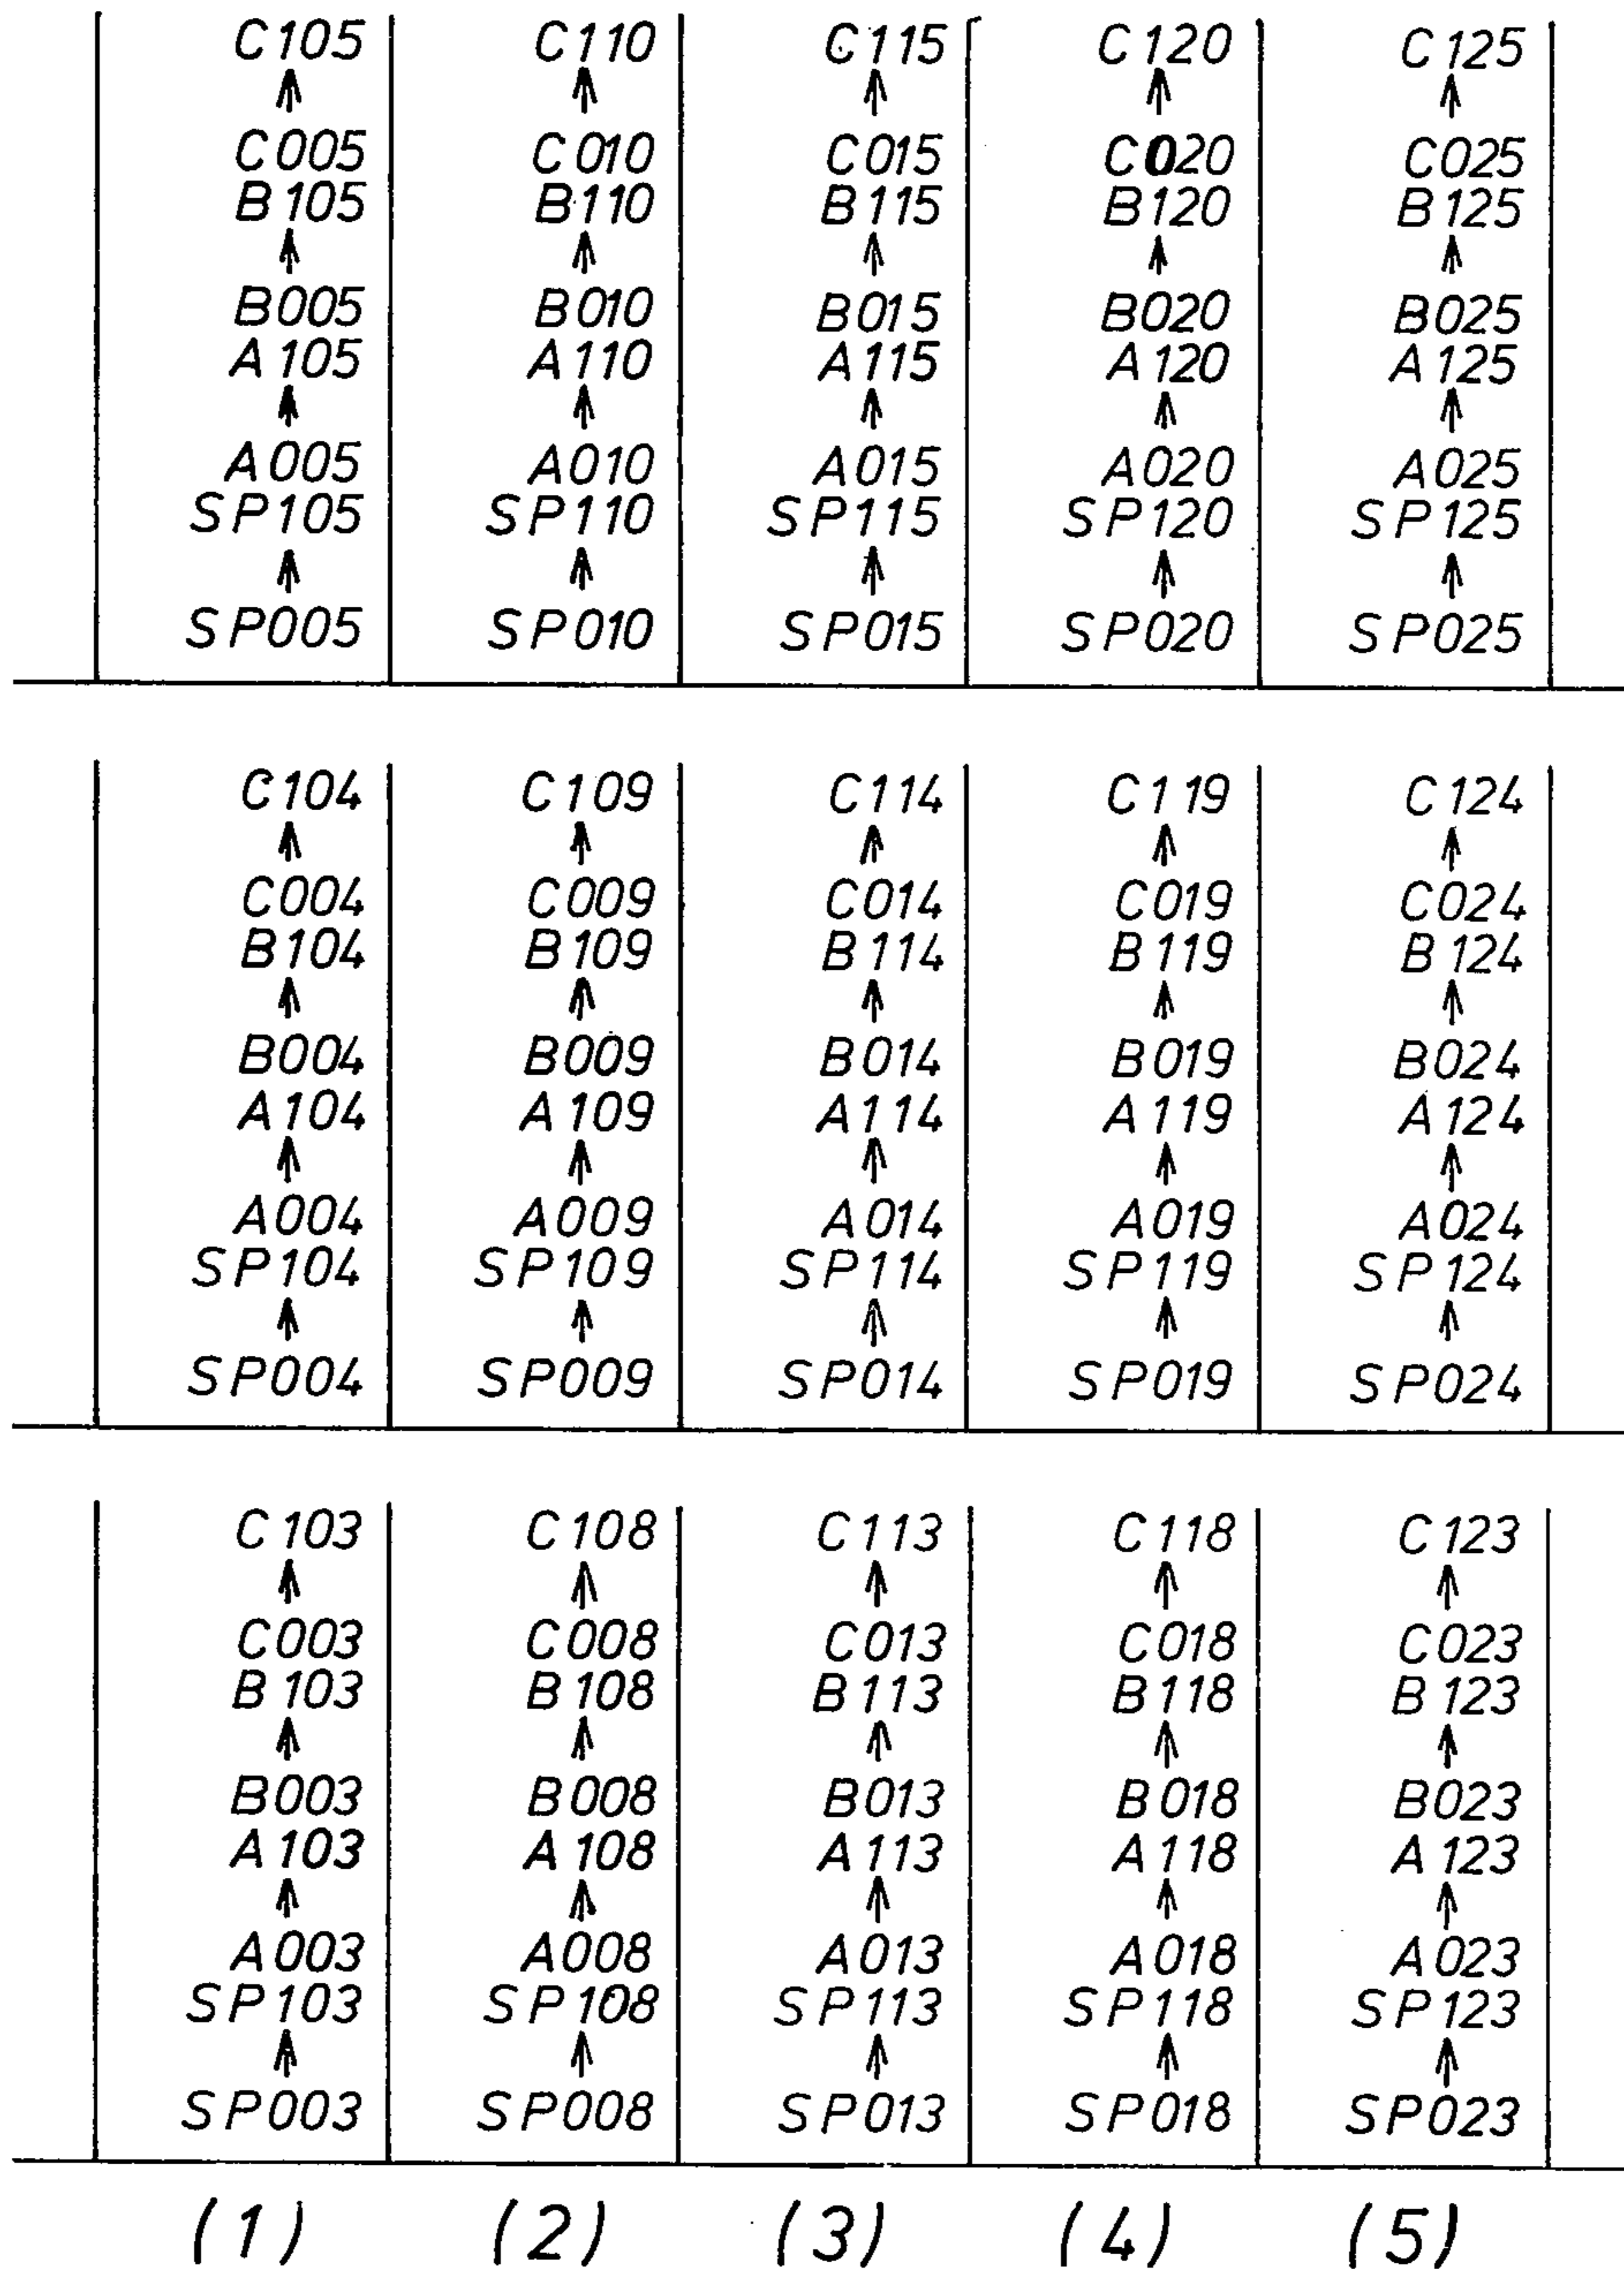 C105 C110 C115 C120 C125
↑ ↑ ↑ ↑ ↑
C005 C010 C015 C020 C025
B105 B110 B115 B120 B125
↑ ↑ ↑ ↑ ↑
B005 B010 B015 B020 B025
A105 A110 A115 A120 A125
↑ ↑ ↑ ↑ ↑
A005 A010 A015 A020 A025
SP105 SP110 SP115 SP120 SP125
↑ ↑ ↑ ↑ ↑
SP005 SP010 SP015 SP020 SP025
C104 C109 C114 C119 C124
↑ ↑ ↑ ↑ ↑
C004 C009 C014 C019 C024
B104 B109 B114 B119 B124
↑ ↑ ↑ ↑ ↑
B004 B009 B014 B019 B024
A104 A109 A114 A119 A124
↑ ↑ ↑ ↑ ↑
A004 A009 A014 A019 A024
SP104 SP109 SP114 SP119 SP124
↑ ↑ ↑ ↑ ↑
SP004 SP009 SP014 SP019 SP024
C103 C108 C113 C118 C123
↑ ↑ ↑ ↑ ↑
C003 C008 C013 C018 C023
B103 B108 B113 B118 B123
↑ ↑ ↑ ↑ ↑
B003 B008 B013 B018 B023
A103 A108 A113 A118 A123
↑ ↑ ↑ ↑ ↑
A003 A008 A013 A018 A023
SP103 SP108 SP113 SP118 SP123
↑ ↑ ↑ ↑ ↑
SP003 SP008 SP013 SP018 SP023
(1) (2) (3) (4) (5)